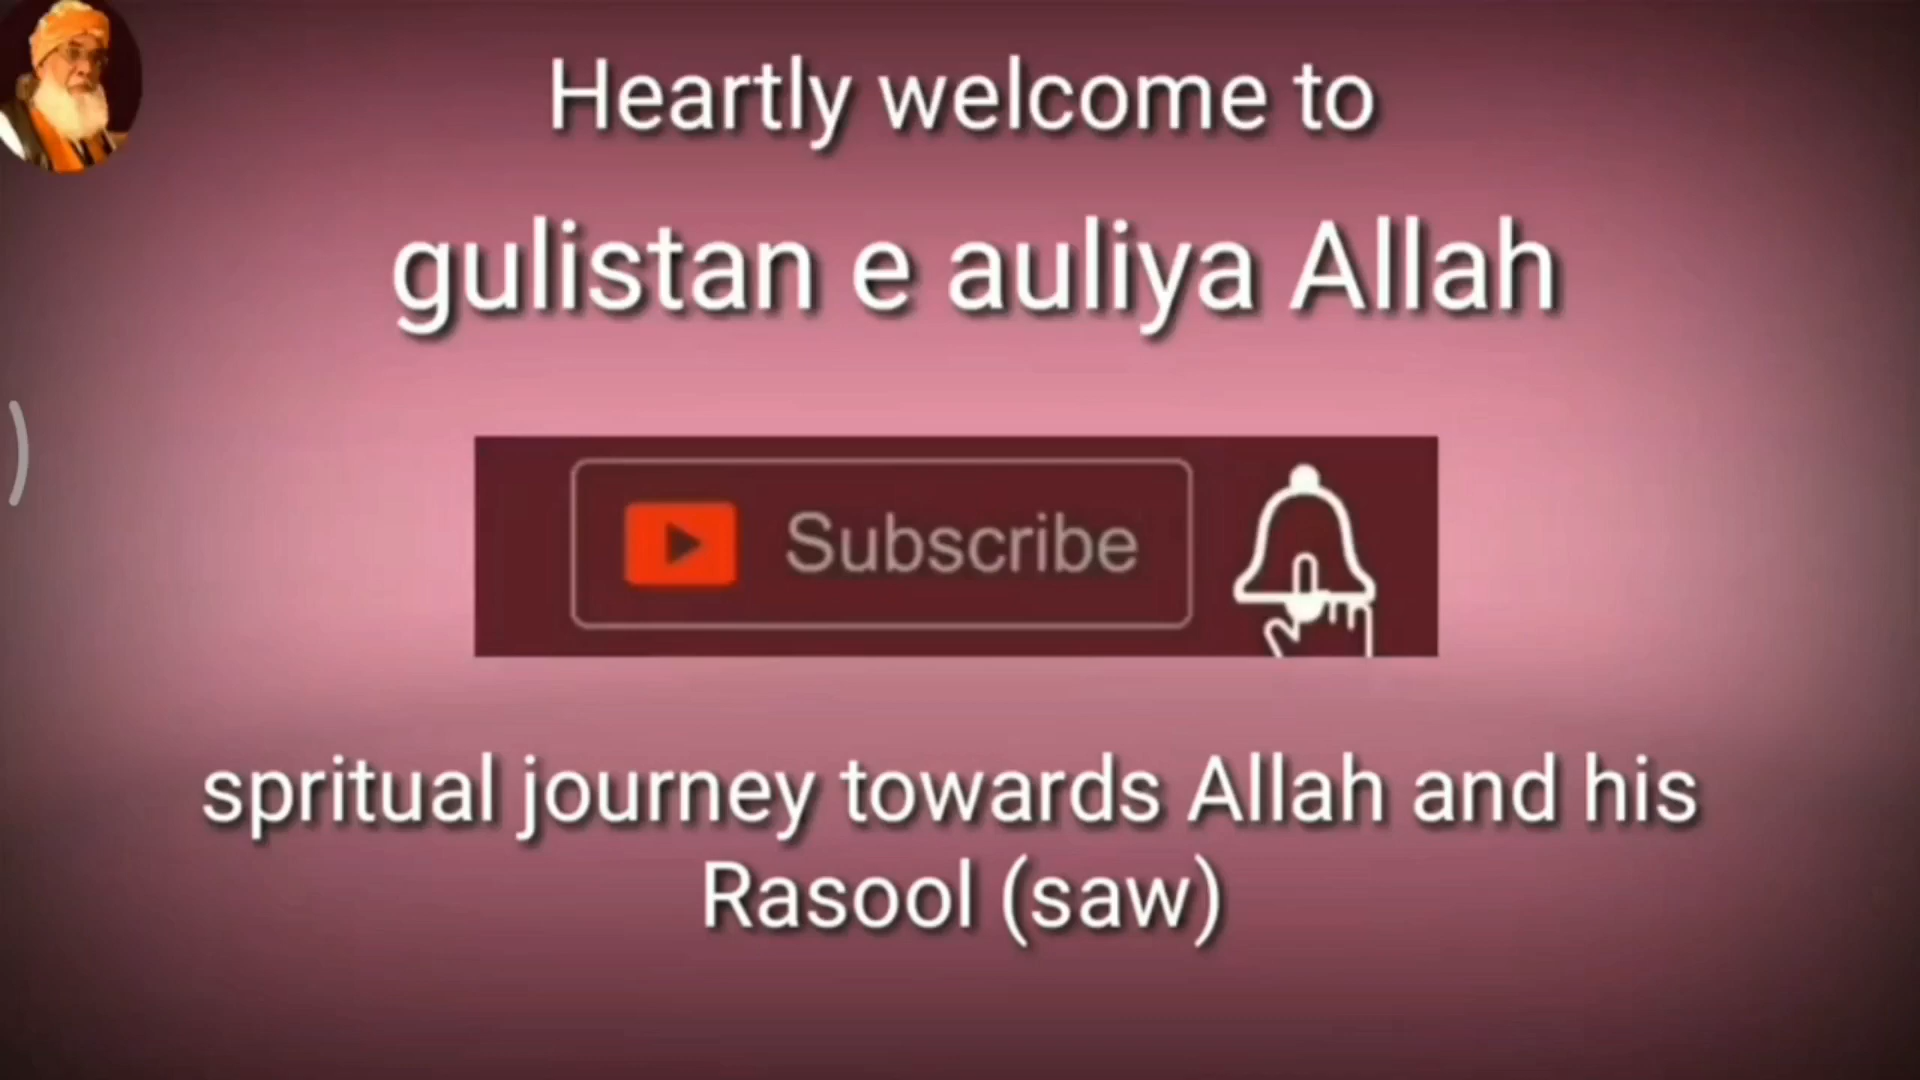 Heartly welcome to
gulistan e auliya Allah
Subscribe
spritual journey towards Allah and his
Rasool (saw)